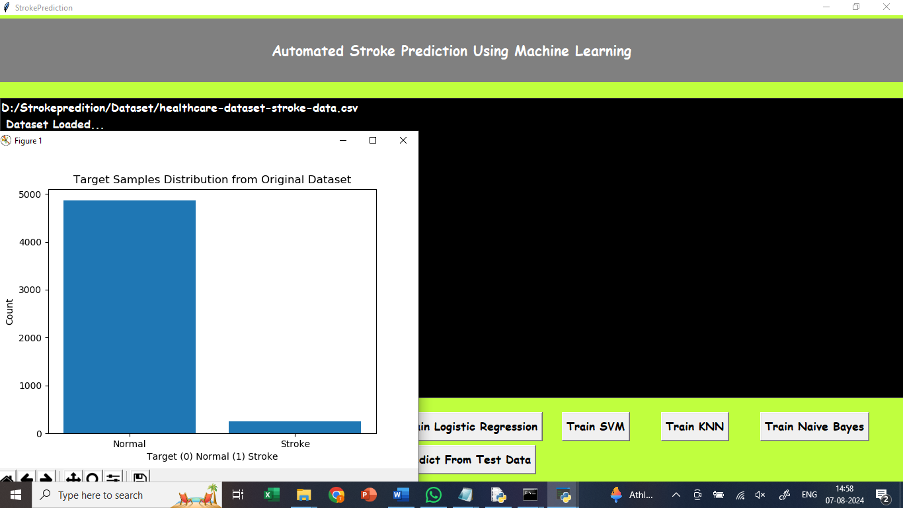 StrokePrediction
Automated Stroke Prediction Using Machine Learning
D:/Strokepredition/Dataset/healthcare-dataset-stroke-data.csv
Dataset Loaded...
Figure 1
Target Samples Distribution from Original Dataset
5000
4000
3000
2000
1000
0
Count
Normal
Stroke
Target (0) Normal (1) Stroke
in Logistic Regression
Train SVM
Train KNN
Train Naive Bayes
dict From Test Data
Type here to search
Athl...
ENG
14:58
07-08-2024
2